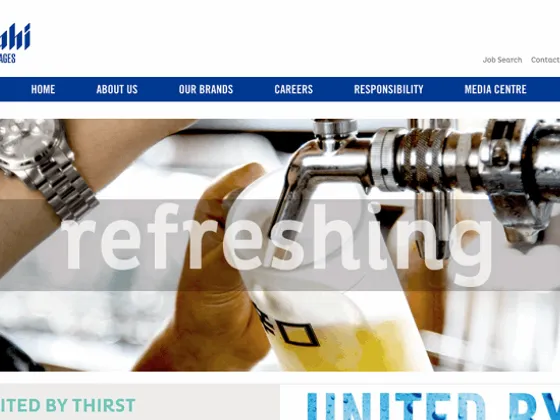 ahi
AGES
Job Search Contact
HOME ABOUT US OUR BRANDS CAREERS RESPONSIBILITY MEDIA CENTRE
refreshing
ITED BY THIRST
UNITED BY